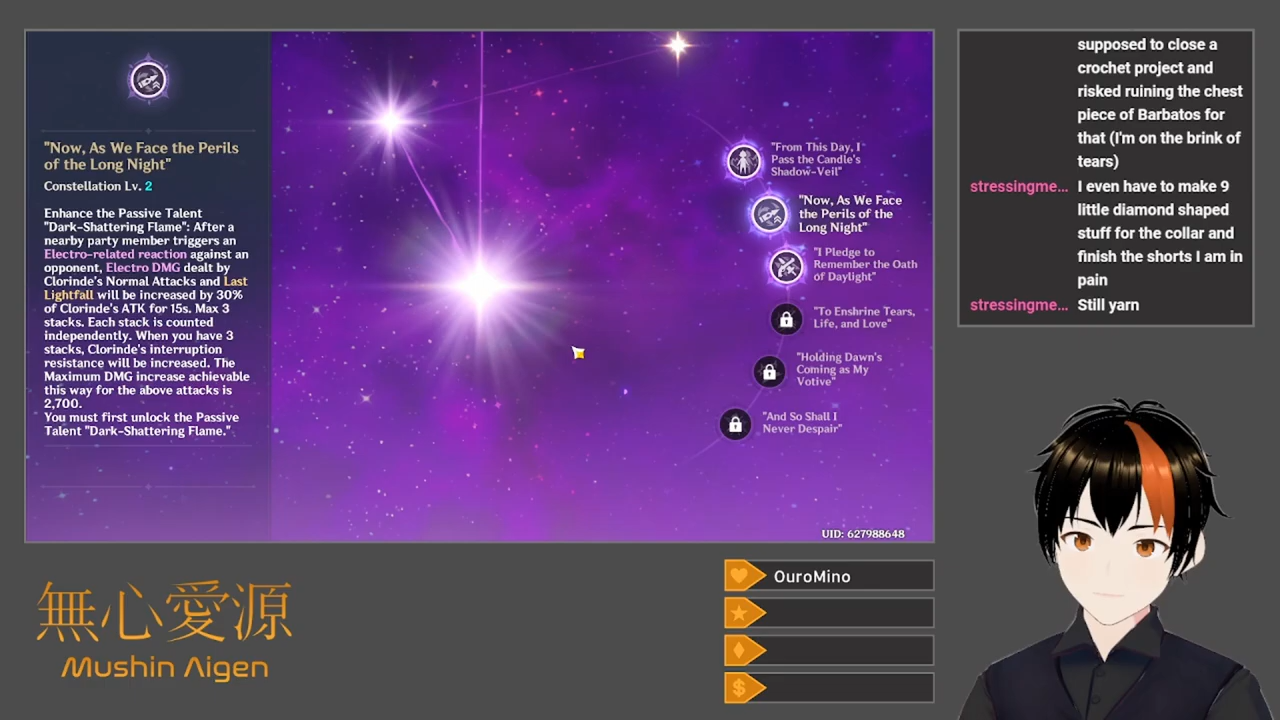 "Now, As We Face the Perils
of the Long Night"
Constellation Lv. 2
Enhance the Passive Talent
"Dark-Shattering Flame": After a
nearby party member triggers an
Electro-related reaction against an
opponent, Electro DMG dealt by
Clorinde's Normal Attacks and Last
Lightfall will be increased by 30%
of Clorinde's ATK for 15s. Max 3
stacks. Each stack is counted
independently. When you have 3
stacks, Clorinde's interruption
resistance will be increased. The
Maximum DMG increase achievable
this way for the above attacks is
2,700.
You must first unlock the Passive
Talent "Dark-Shattering Flame."
"From This Day, I
Pass the Candle's
Shadow-Veil"
"Now, As We Face
the Perils of the
Long Night"
"I Pledge to
Remember the Oath
of Daylight"
"To Enshrine Tears,
Life, and Love"
"Holding Dawn's
Coming as My
Votive"
"And So Shall I
Never Despair"
UID: 627988648
supposed to close a
crochet project and
risked ruining the chest
piece of Barbatos for
that (I'm on the brink of
tears)
stressingme... I even have to make 9
little diamond shaped
stuff for the collar and
finish the shorts I am in
pain
stressingme... Still yarn
無心愛源
Mushin Aigen
OuroMino